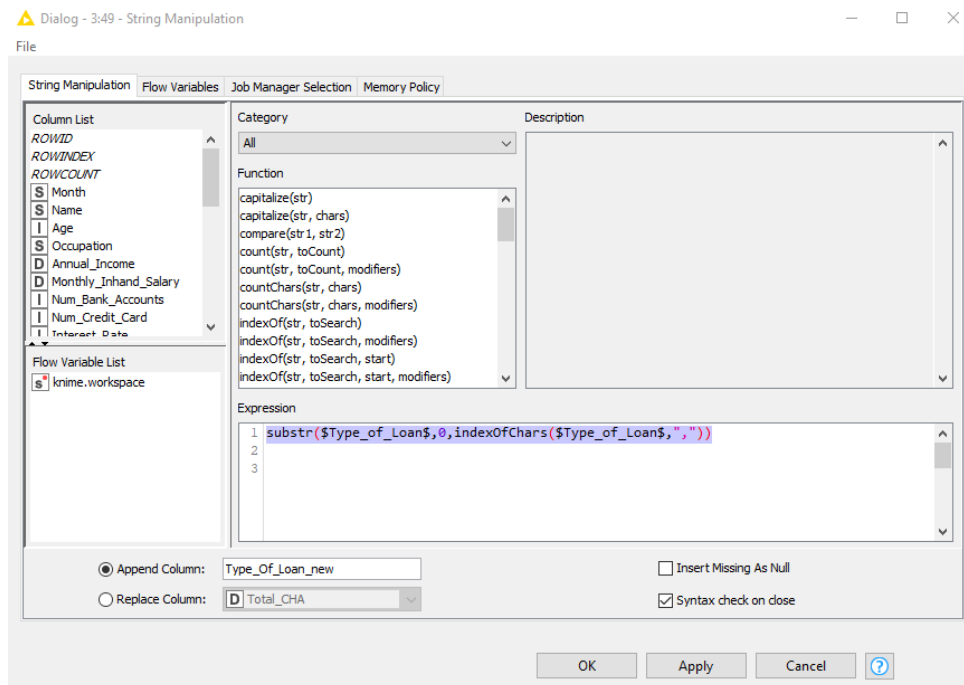 Dialog - 3:49 - String Manipulation
File
String Manipulation Flow Variables Job Manager Selection Memory Policy
Column List
ROWID
ROWINDEX
ROWCOUNT
S Month
S Name
I Age
S Occupation
D Annual_Income
D Monthly_Inhand_Salary
I Num_Bank_Accounts
I Num_Credit_Card
I Interest_Rate
Flow Variable List
s knime.workspace
Category
All
Function
capitalize(str)
capitalize(str, chars)
compare(str1, str2)
count(str, toCount)
count(str, toCount, modifiers)
countChars(str, chars)
countChars(str, chars, modifiers)
indexOf(str, toSearch)
indexOf(str, toSearch, modifiers)
indexOf(str, toSearch, start)
indexOf(str, toSearch, start, modifiers)
Description
Expression
1 substr($Type_of_Loan$,0,indexOfChars($Type_of_Loan$,","))
2
3
Append Column: Type_Of_Loan_new
Insert Missing As Null
Replace Column: D Total_CHA
Syntax check on close
OK Apply Cancel ?